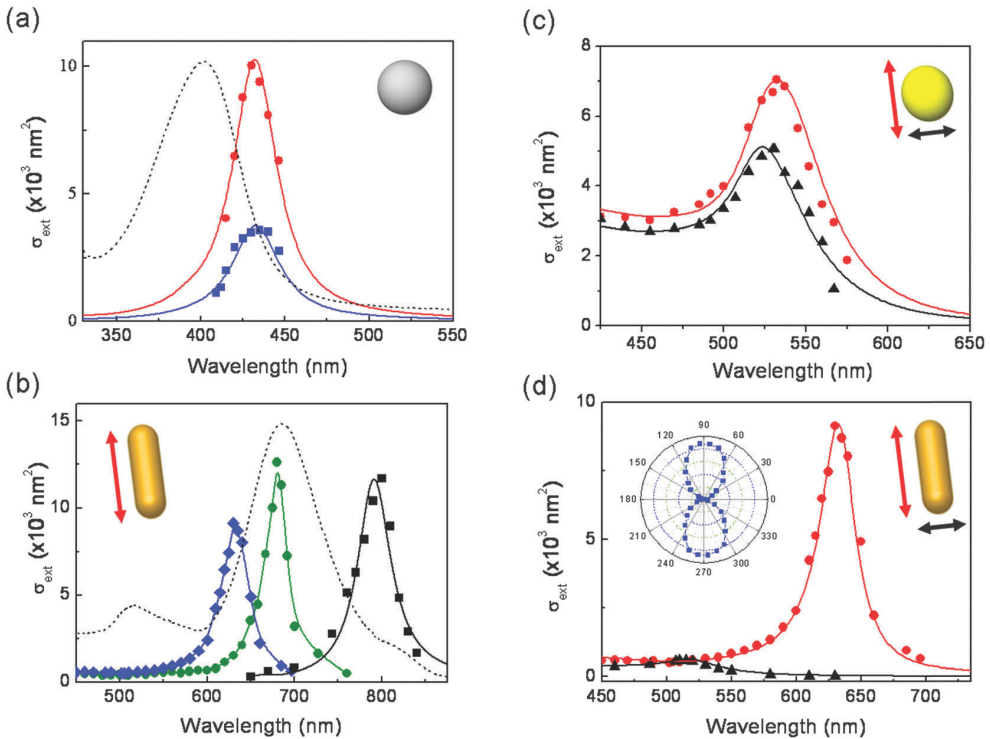 (a)
10
5
0
σext (x10³ nm²)
350 400 450 500 550
Wavelength (nm)
(c)
8
6
4
2
0
σext (x10³ nm²)
450 500 550 600 650
Wavelength (nm)
(b)
15
10
5
0
σext (x10³ nm²)
500 600 700 800
Wavelength (nm)
(d)
10
5
0
σext (x10³ nm²)
90
120 60
150 30
180 0
210 330
240 300
270
450 500 550 600 650 700
Wavelength (nm)